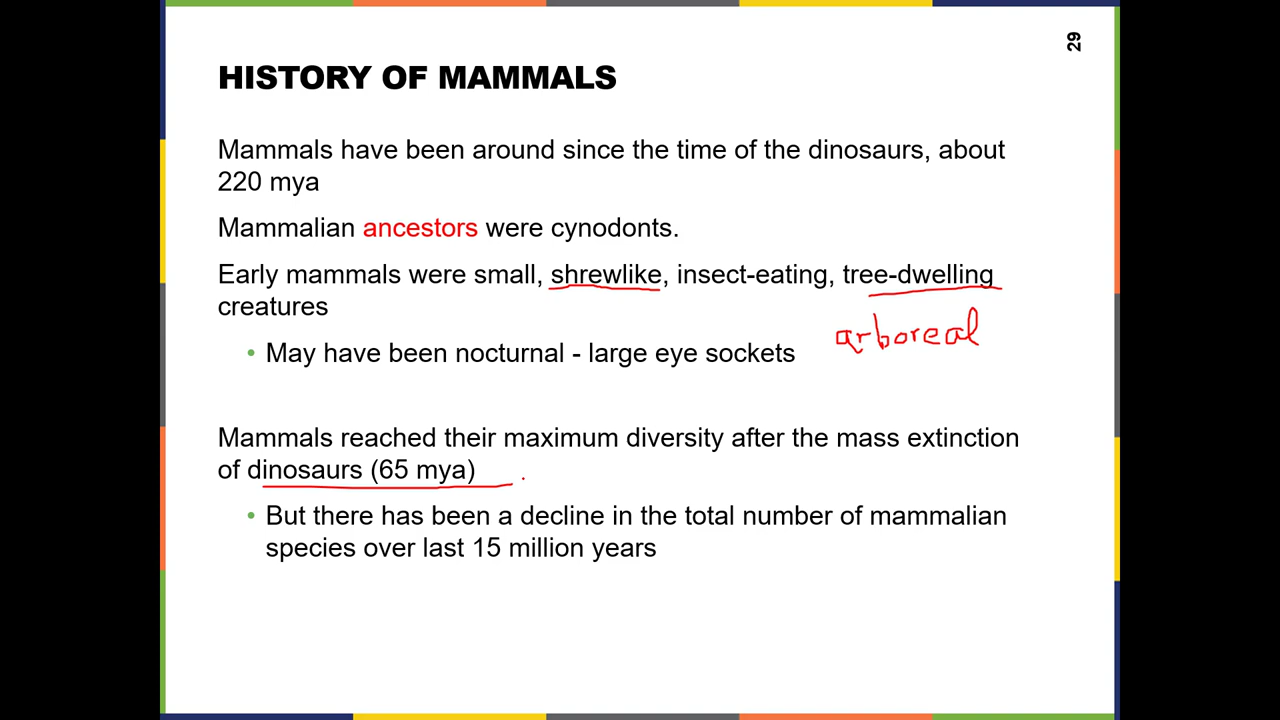 29
HISTORY OF MAMMALS
Mammals have been around since the time of the dinosaurs, about
220 mya
Mammalian ancestors were cynodonts.
Early mammals were small, shrewlike, insect-eating, tree-dwelling
creatures
arboreal
• May have been nocturnal - large eye sockets
Mammals reached their maximum diversity after the mass extinction
of dinosaurs (65 mya)
• But there has been a decline in the total number of mammalian
species over last 15 million years